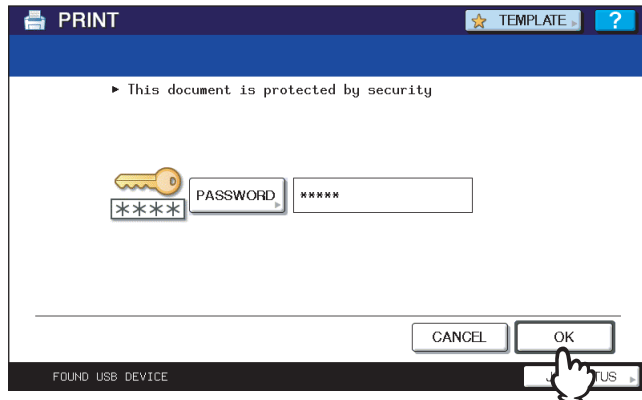 PRINT
TEMPLATE
?
This document is protected by security
****
PASSWORD
*****
CANCEL
OK
FOUND USB DEVICE